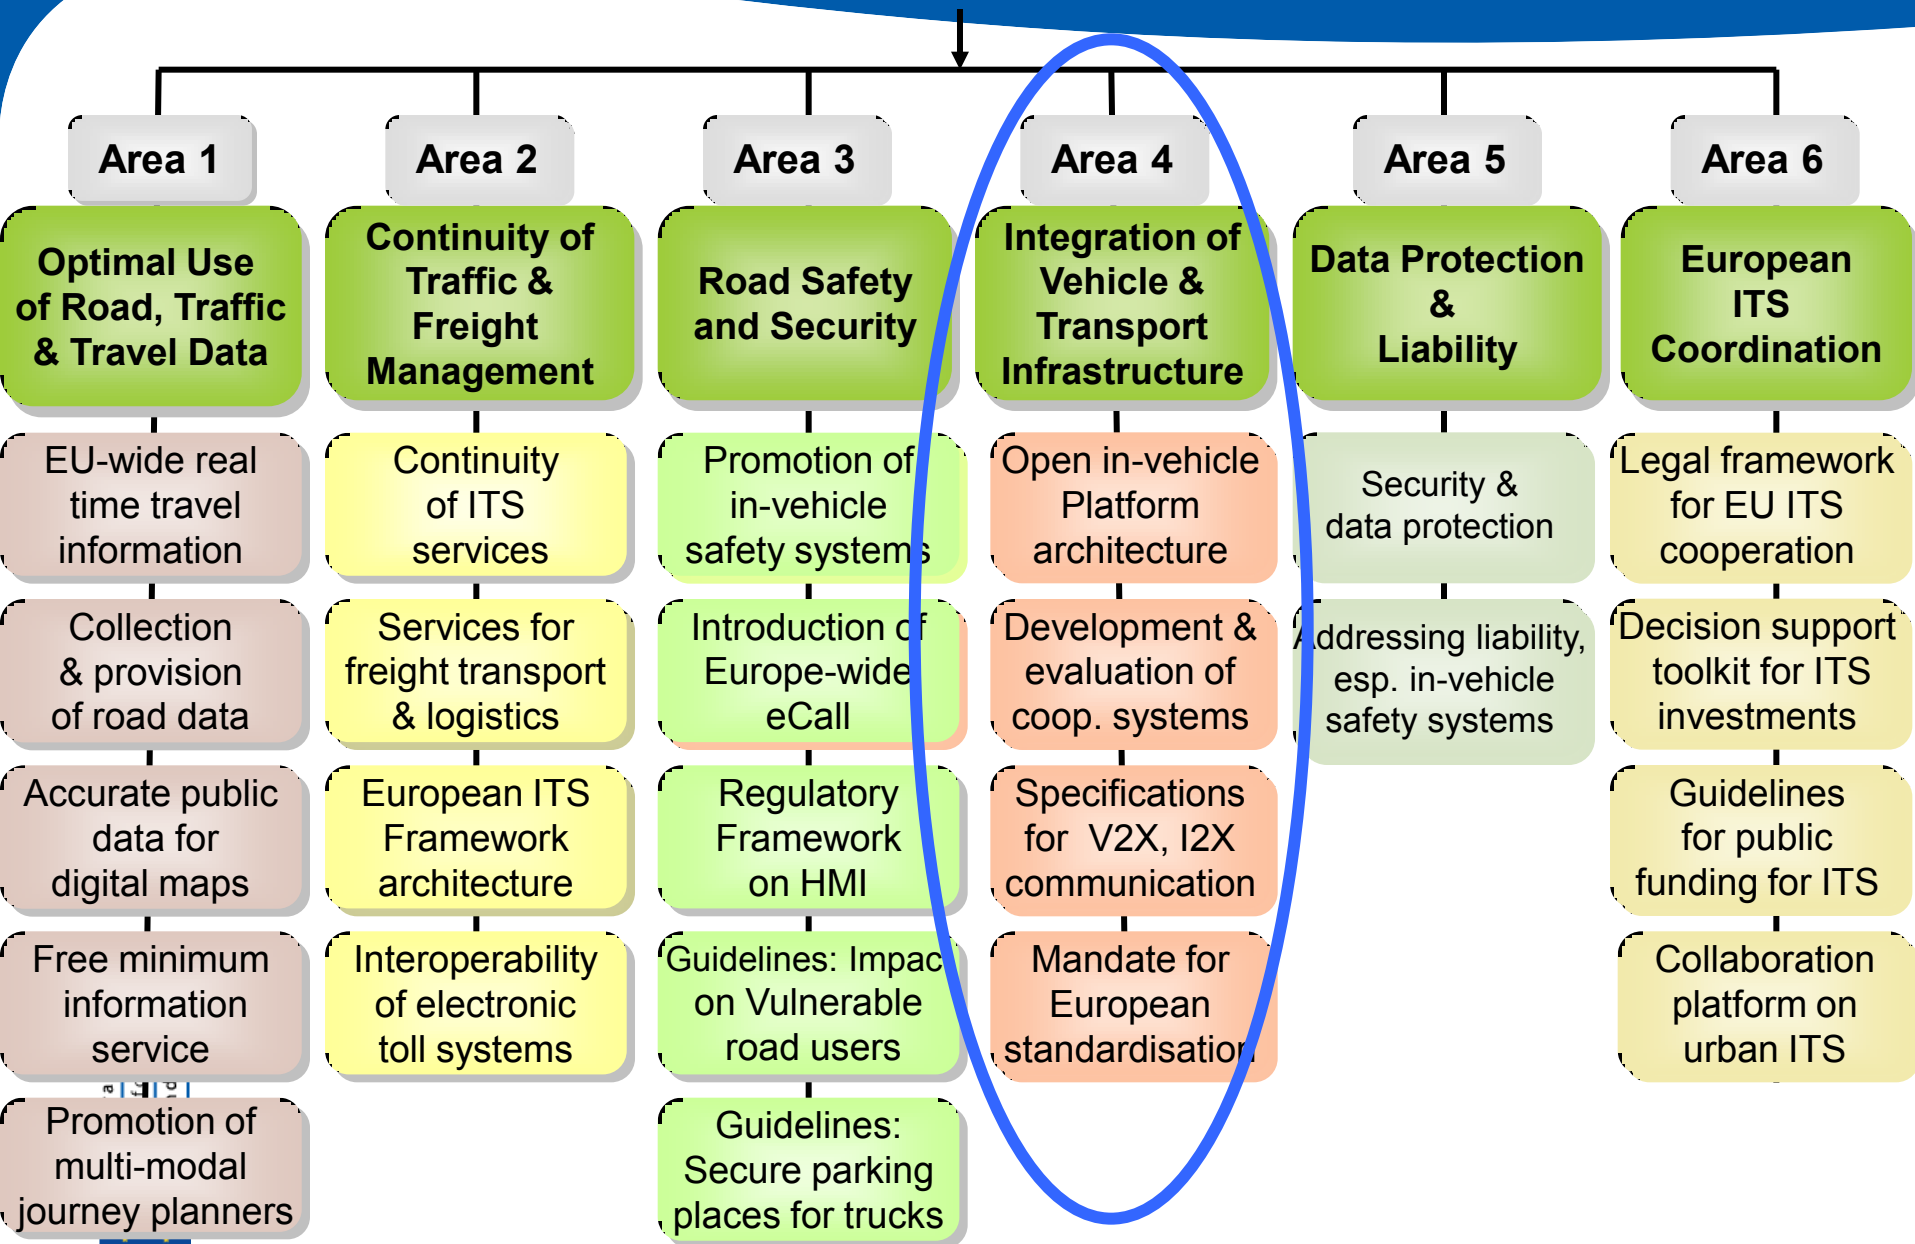 Area 1
Optimal Use
of Road, Traffic
& Travel Data
EU-wide real
time travel
information
Collection
& provision
of road data
Accurate public
data for
digital maps
Free minimum
information
service
Promotion of
multi-modal
journey planners
Area 2
Continuity of
Traffic &
Freight
Management
Continuity
of ITS
services
Services for
freight transport
& logistics
European ITS
Framework
architecture
Interoperability
of electronic
toll systems
Area 3
Road Safety
and Security
Promotion of
in-vehicle
safety systems
Introduction of
Europe-wide
eCall
Regulatory
Framework
on HMI
Guidelines: Impac
on Vulnerable
road users
Guidelines:
Secure parking
places for trucks
Area 4
Integration of
Vehicle &
Transport
Infrastructure
Open in-vehicle
Platform
architecture
Development &
evaluation of
coop. systems
Specifications
for V2X, I2X
communication
Mandate for
European
standardisation
Area 5
Data Protection
&
Liability
Security &
data protection
Addressing liability,
esp. in-vehicle
safety systems
Area 6
European
ITS
Coordination
Legal framework
for EU ITS
cooperation
Decision support
toolkit for ITS
investments
Guidelines
for public
funding for ITS
Collaboration
platform on
urban ITS